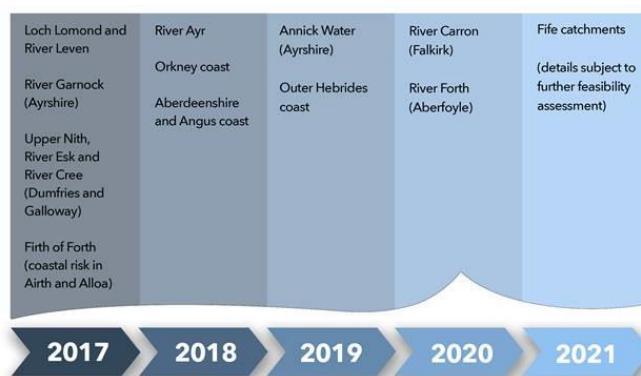 Loch Lomond and
River Leven
River Garnock
(Ayrshire)
Upper Nith,
River Esk and
River Cree
(Dumfries and
Galloway)
Firth of Forth
(coastal risk in
Airth and Alloa)
River Ayr
Orkney coast
Aberdeenshire
and Angus coast
Annick Water
(Ayrshire)
Outer Hebrides
coast
River Carron
(Falkirk)
River Forth
(Aberfoyle)
Fife catchments
(details subject to
further feasibility
assessment)
2017
2018
2019
2020
2021